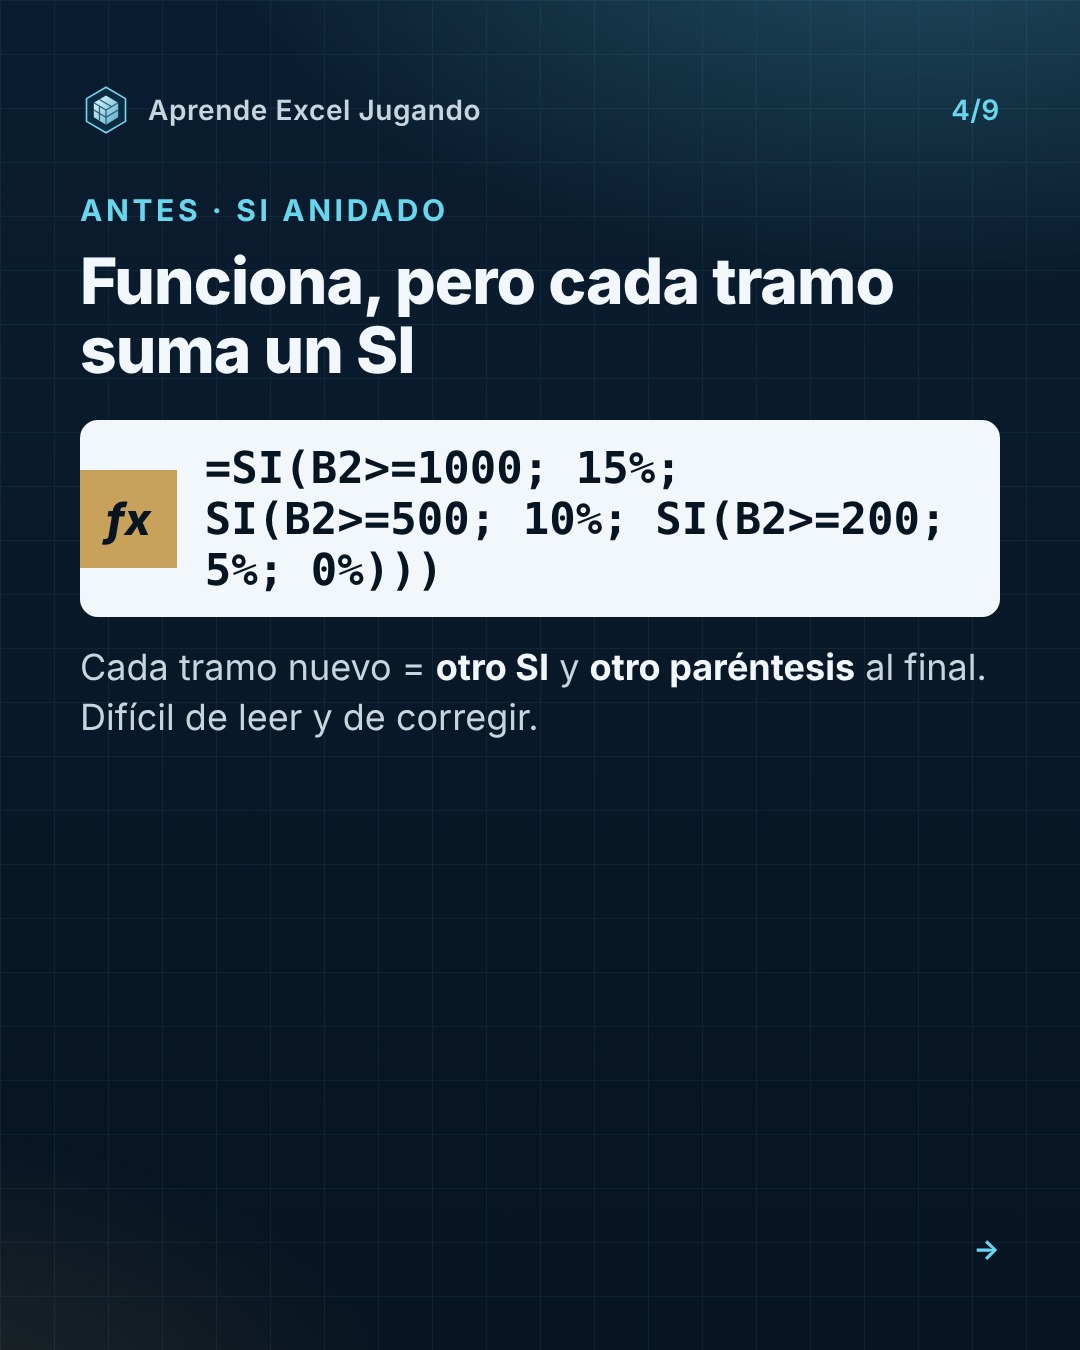 Aprende Excel Jugando
4/9
ANTES · SI ANIDADO
Funciona, pero cada tramo
suma un SI
fx
=SI(B2>=1000; 15%;
SI(B2>=500; 10%; SI(B2>=200;
5%; 0%)))
Cada tramo nuevo = otro SI y otro paréntesis al final.
Difícil de leer y de corregir.
→